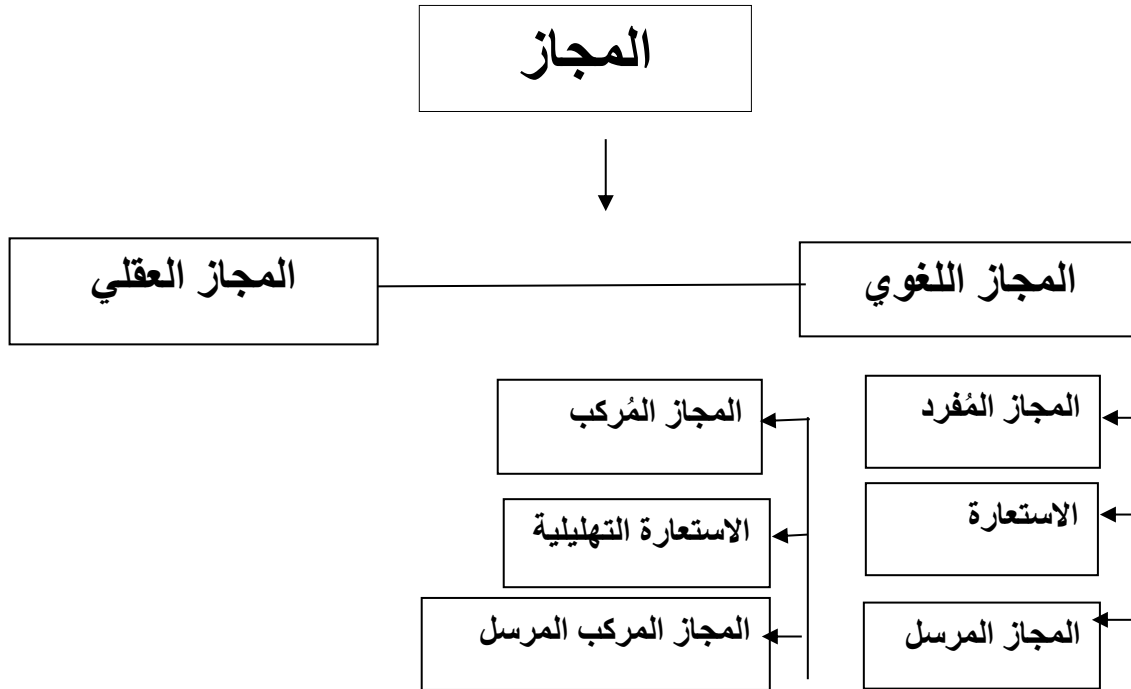 المجاز
المجاز اللغوي
المجاز العقلي
المجاز المُفرد
المجاز المُركب
الاستعارة
الاستعارة التهليلية
المجاز المرسل
المجاز المركب المرسل